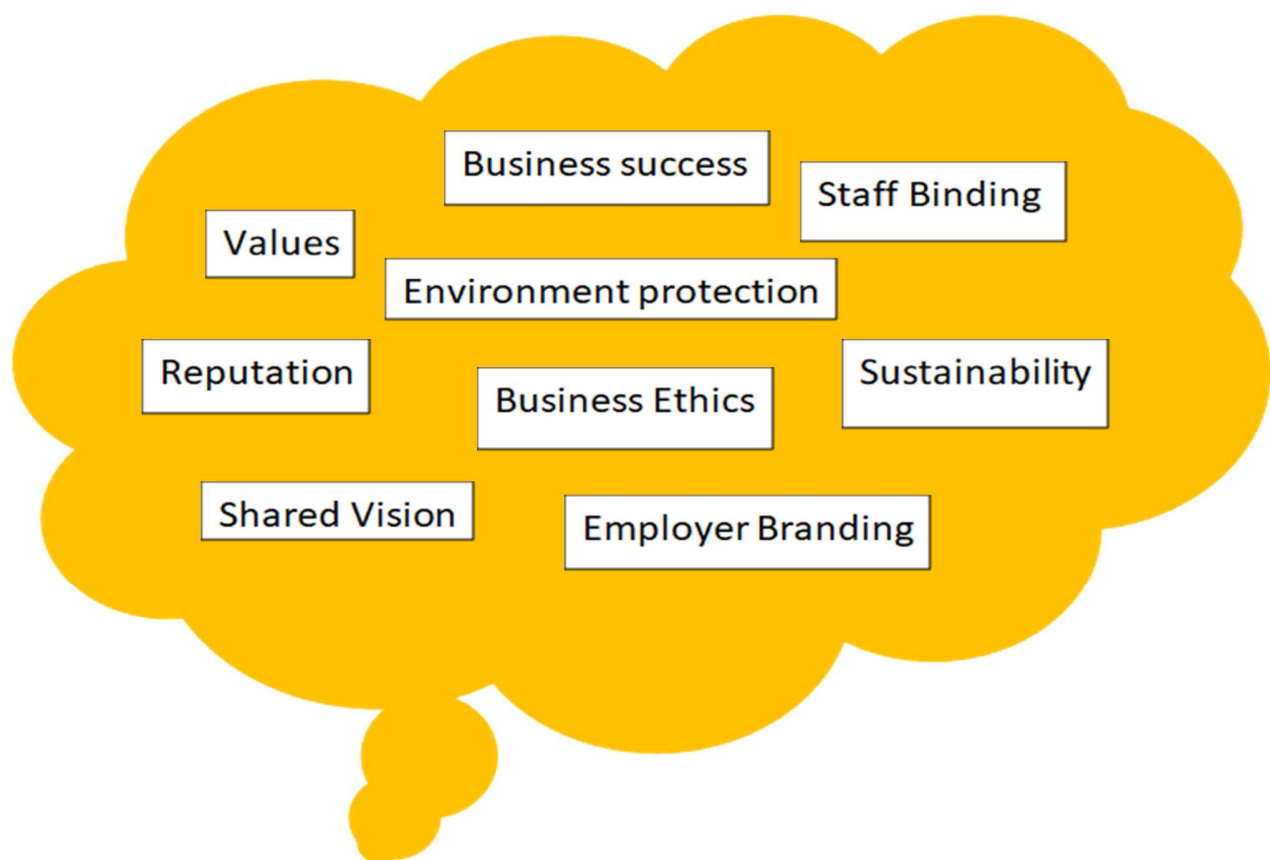 Business success
Staff Binding
Values
Environment protection
Reputation
Sustainability
Business Ethics
Shared Vision
Employer Branding